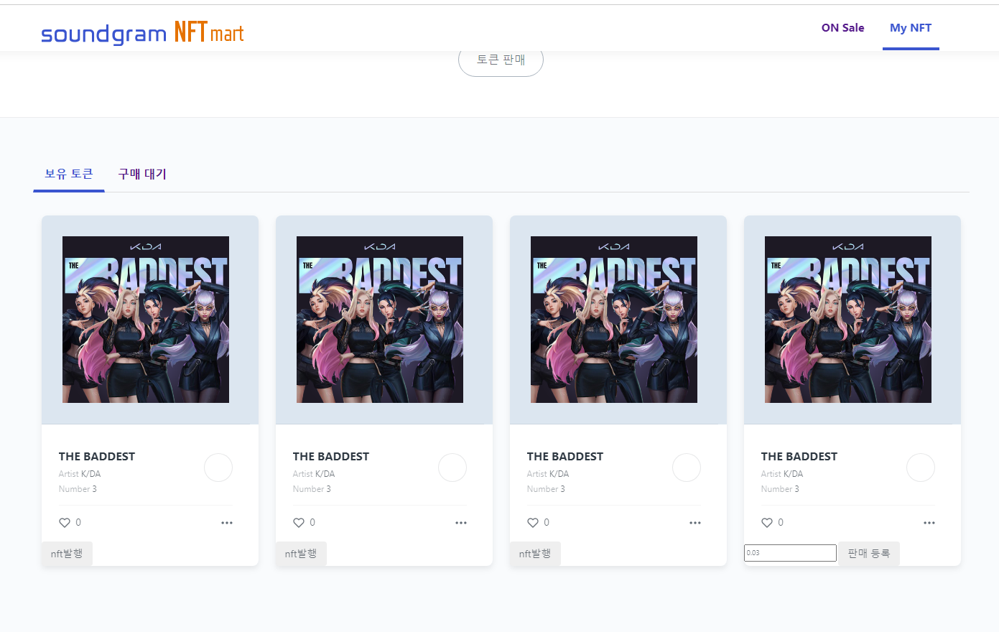 soundgram NFT mart
ON Sale
My NFT
토큰 판매
보유 토큰
구매 대기
KDA
THE BADDEST
KDA
THE BADDEST
KDA
THE BADDEST
KDA
THE BADDEST
THE BADDEST
Artist K/DA
Number 3
0
nft발행
THE BADDEST
Artist K/DA
Number 3
0
nft발행
THE BADDEST
Artist K/DA
Number 3
0
nft발행
THE BADDEST
Artist K/DA
Number 3
0
0.03
판매 등록